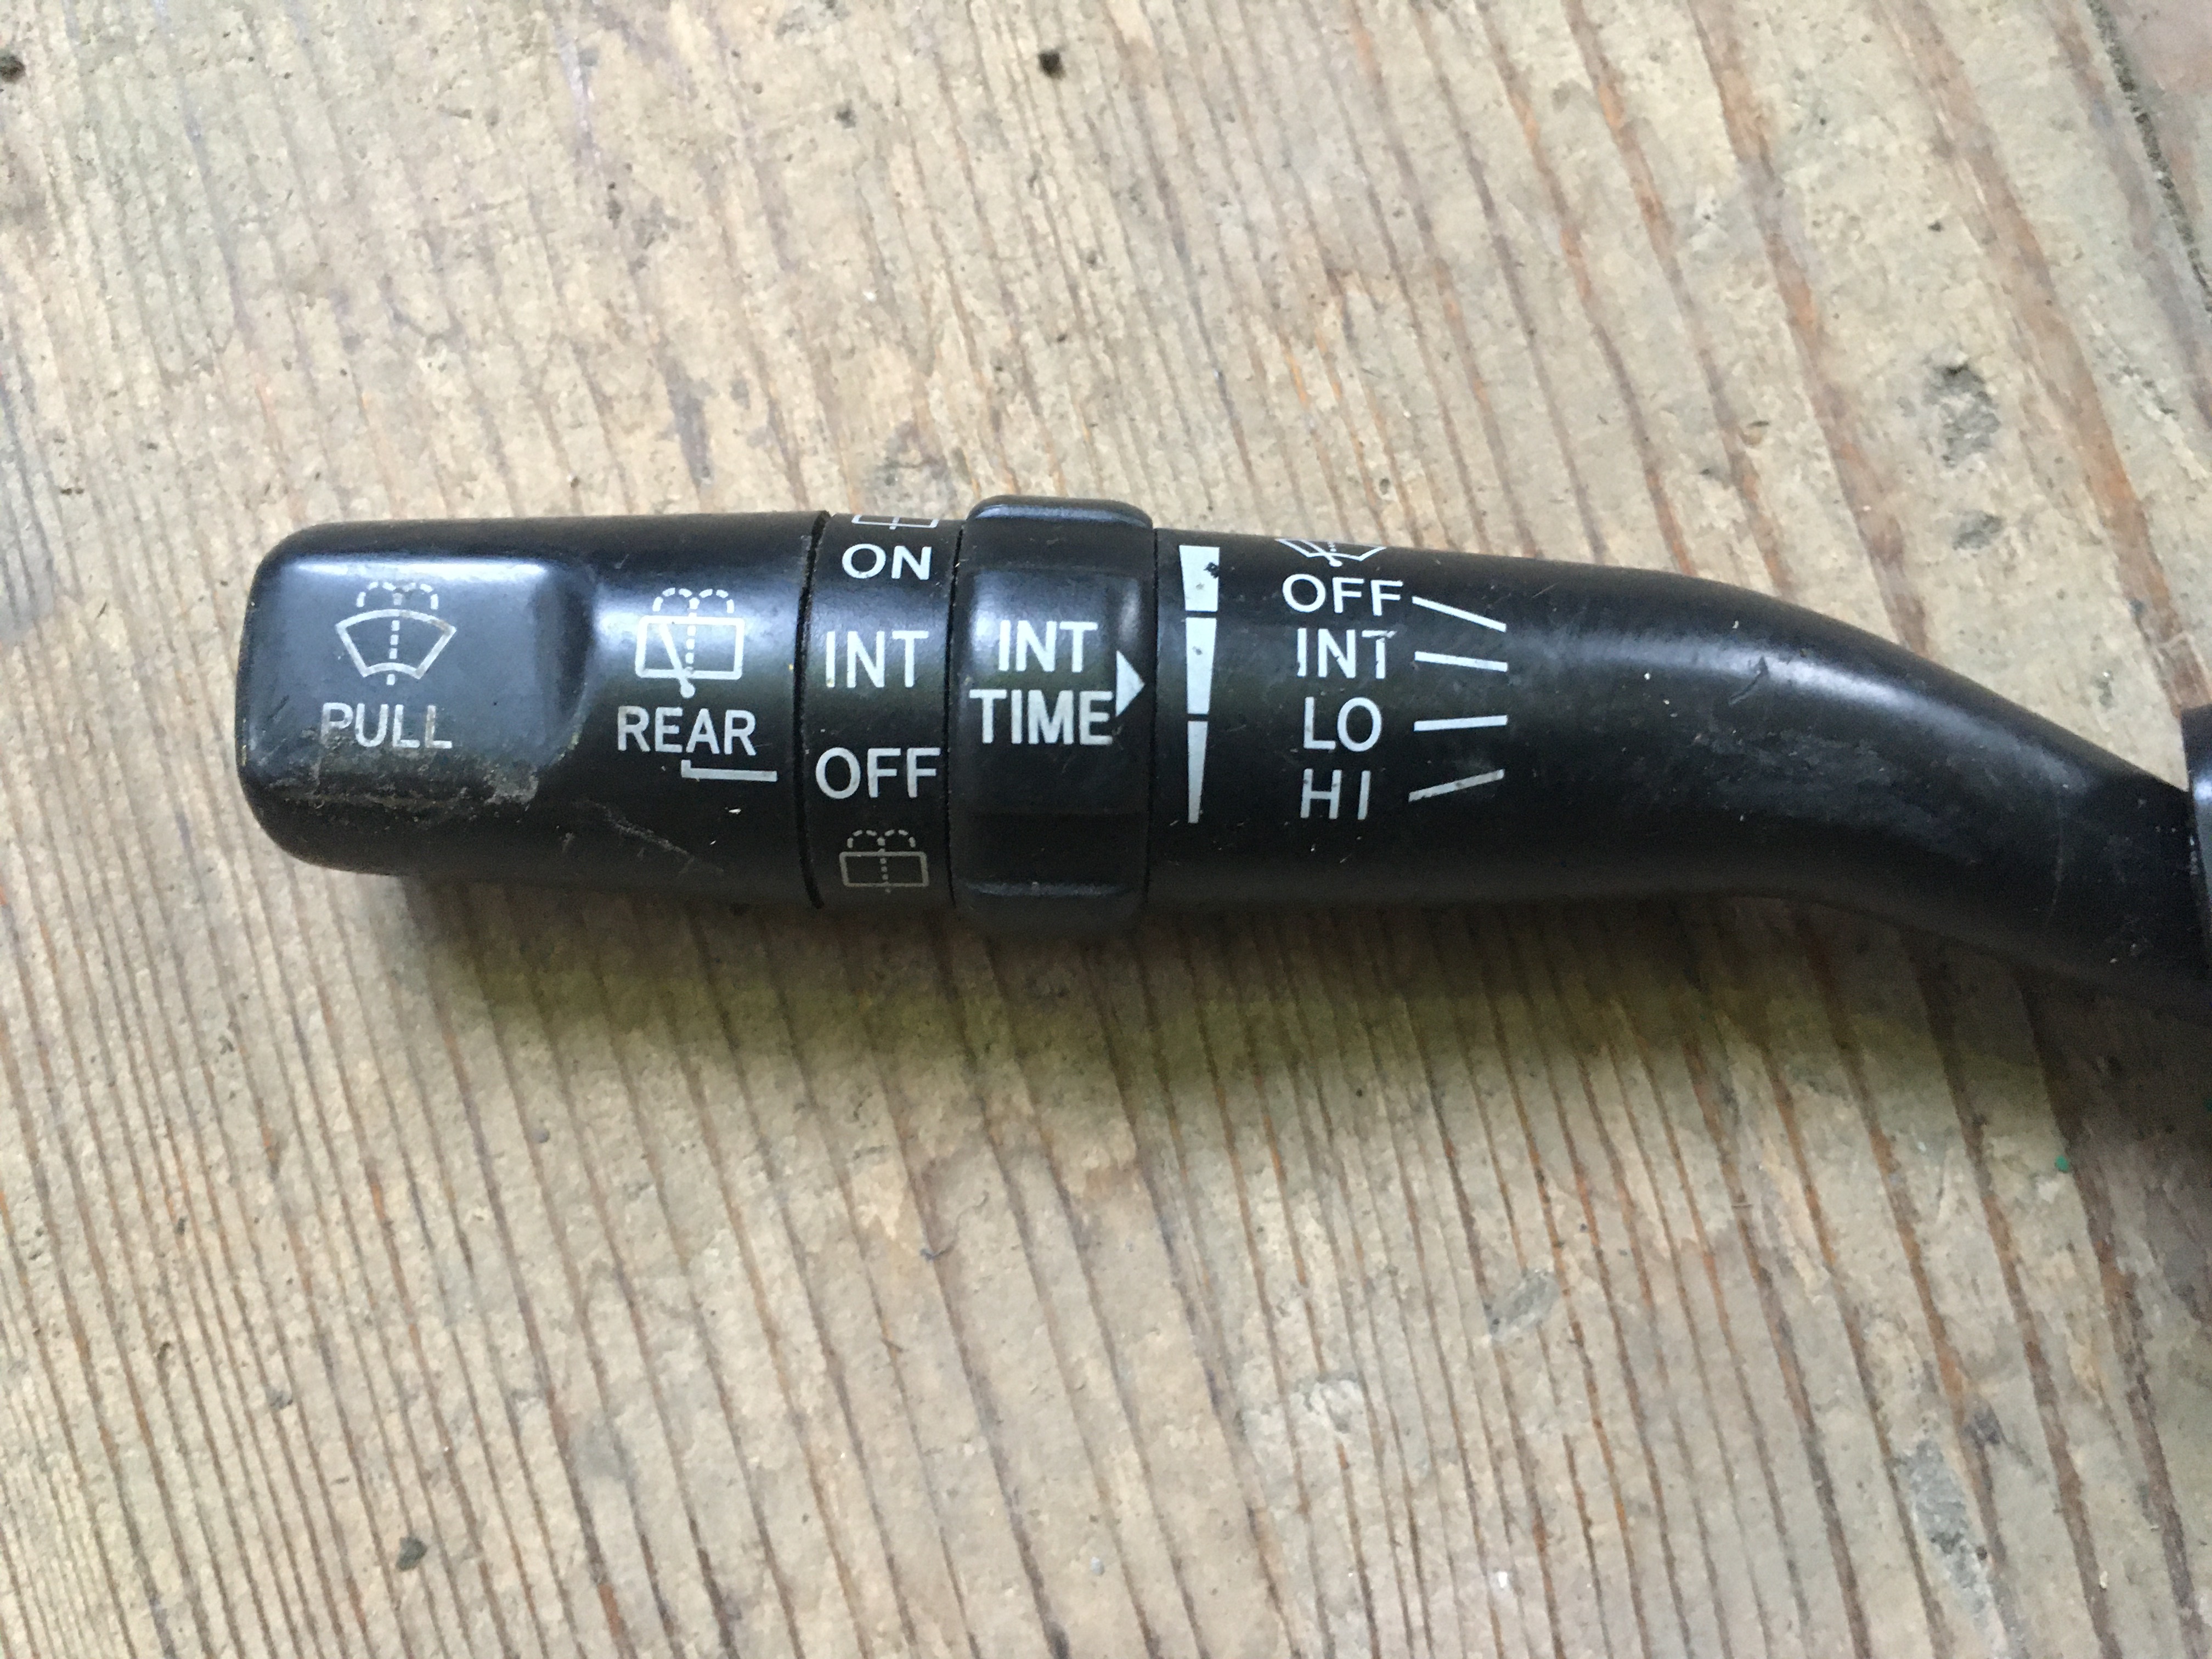 PULL
REAR
ON
INT
OFF
INT
TIME
OFF
INT
LO
HI